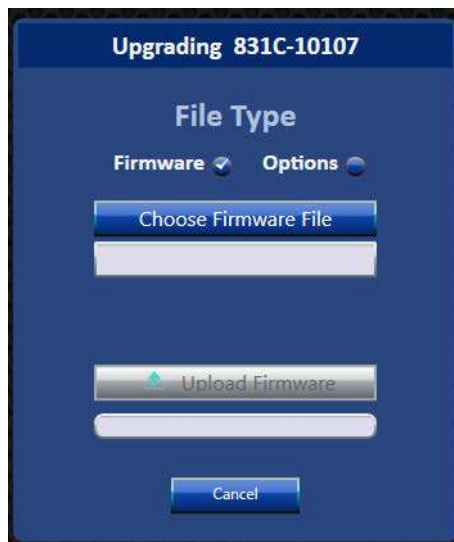 Upgrading 831C-10107
File Type
Firmware Options
Choose Firmware File
Upload Firmware
Cancel